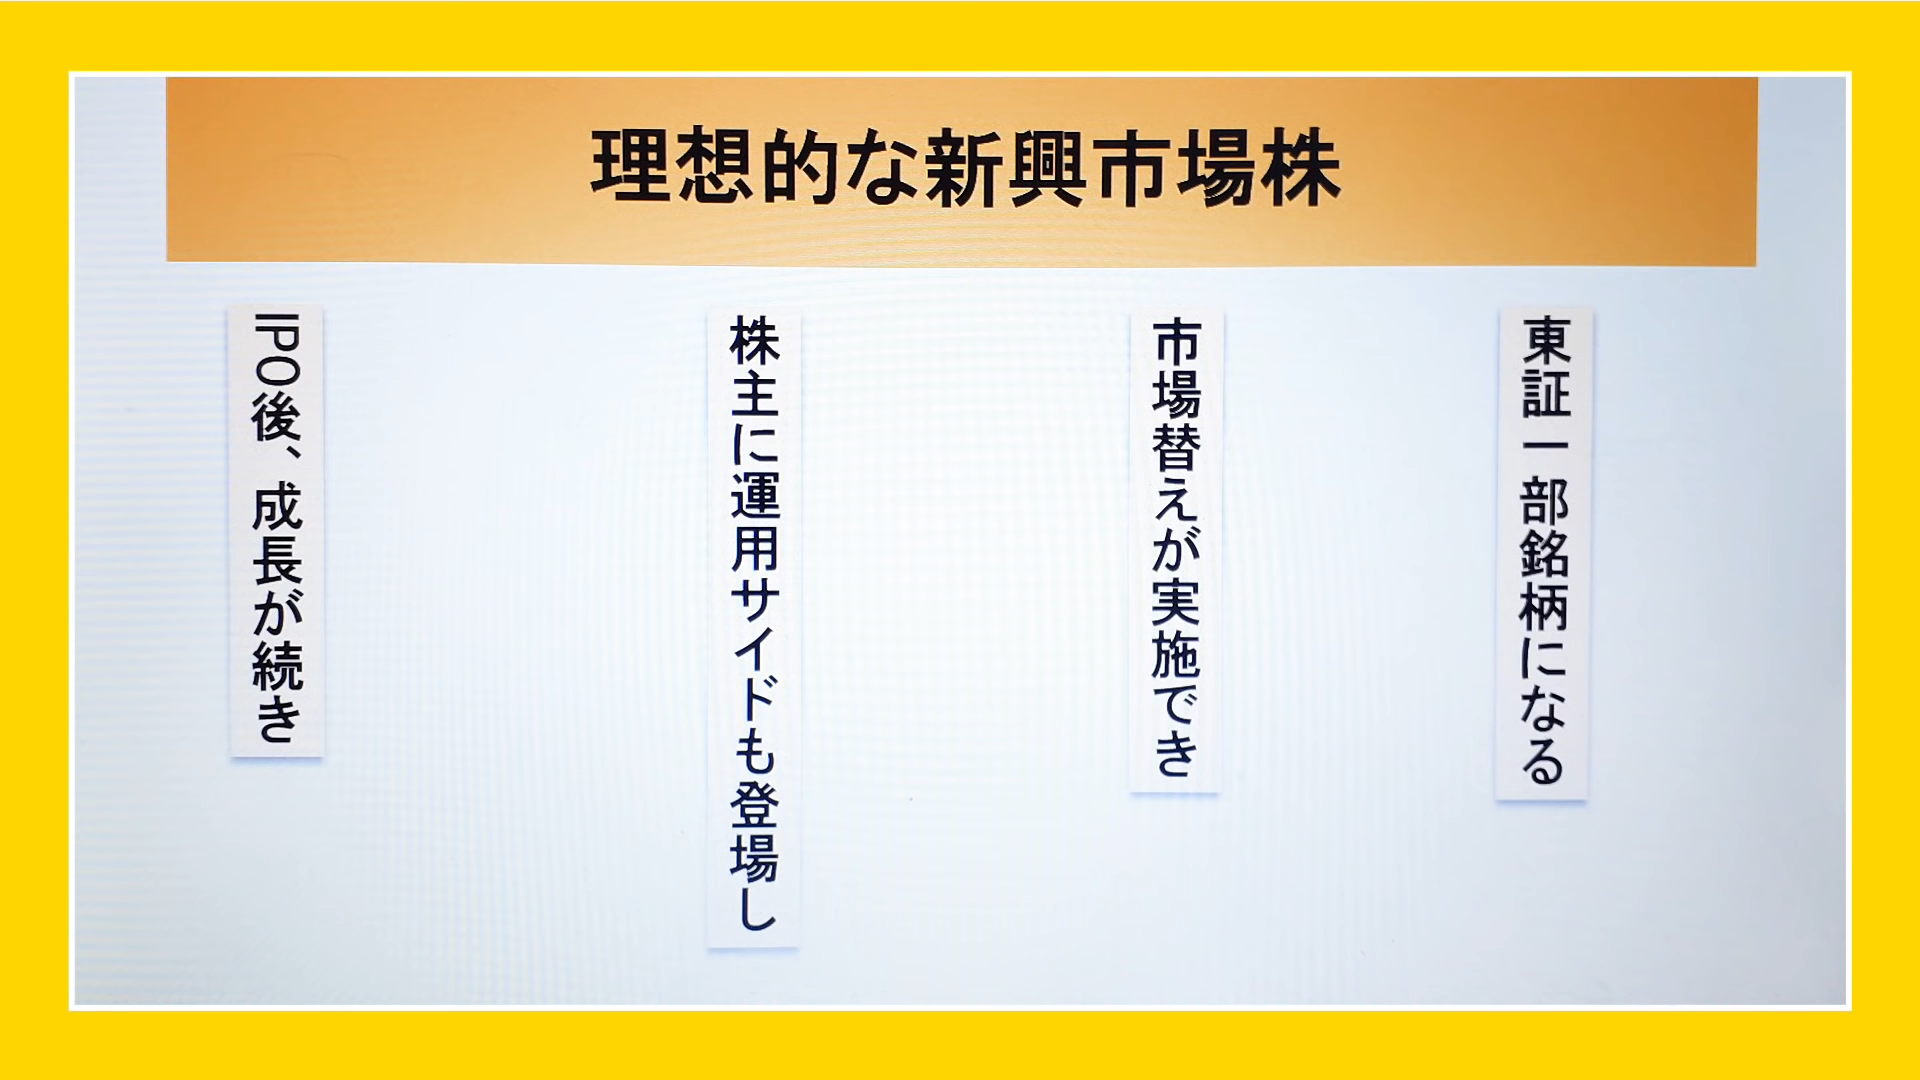 理想的な新興市場株
IPO後、成長が続き
株主に運用サイドも登場し
市場替えが実施でき
東証一部銘柄になる